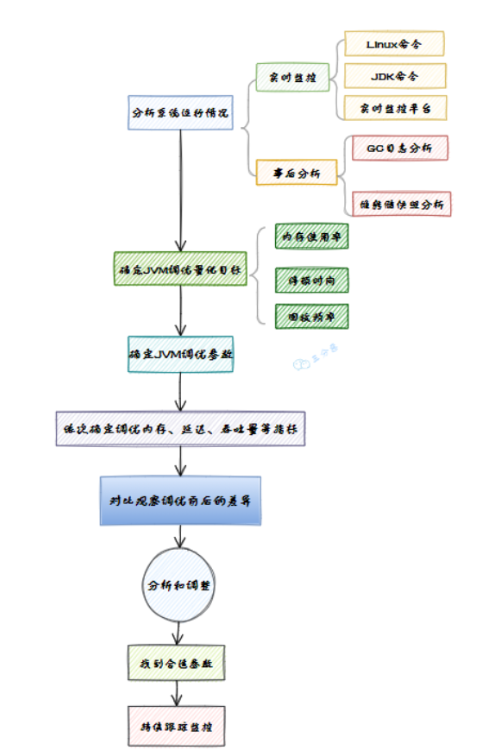 Linux命令
实时监控
JDK命令
分析系统运行情况
实时监控平台
GC日志分析
事后分析
堆转储快照分析
内存使用率
确定JVM调优量化目标
停顿时间
回收频率
确定JVM调优参数
三分恶
依次确定调优内存、延迟、吞吐量等指标
对比观察调优前后的差异
分析和调整
找到合适参数
持续跟踪监控